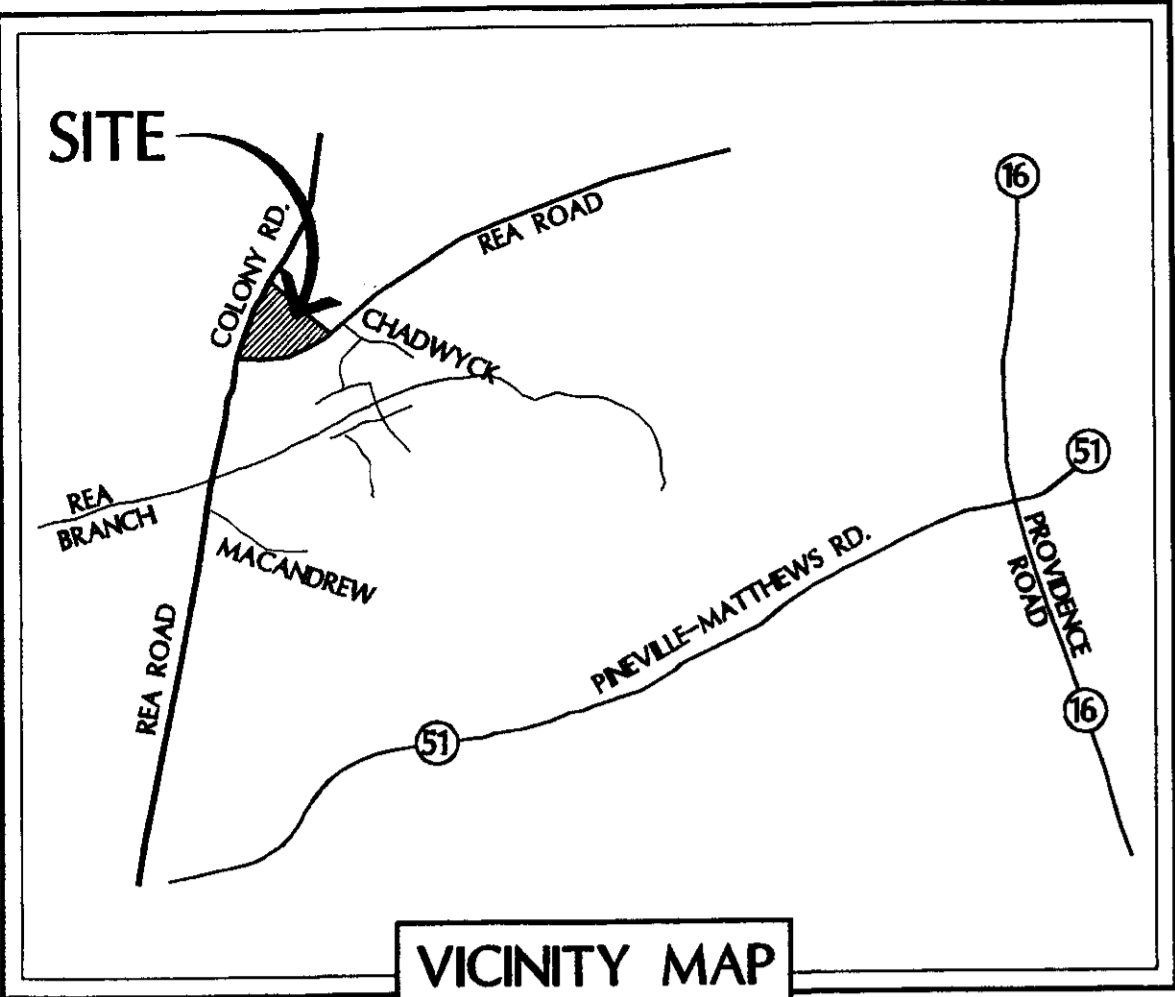 SITE
COLONY RD.
REA ROAD
16
CHADWYCK
51
REA
BRANCH
MACANDREW
PROVIDENCE
ROAD
PINEVILLE-MATTHEWS RD.
REA ROAD
16
51
VICINITY MAP